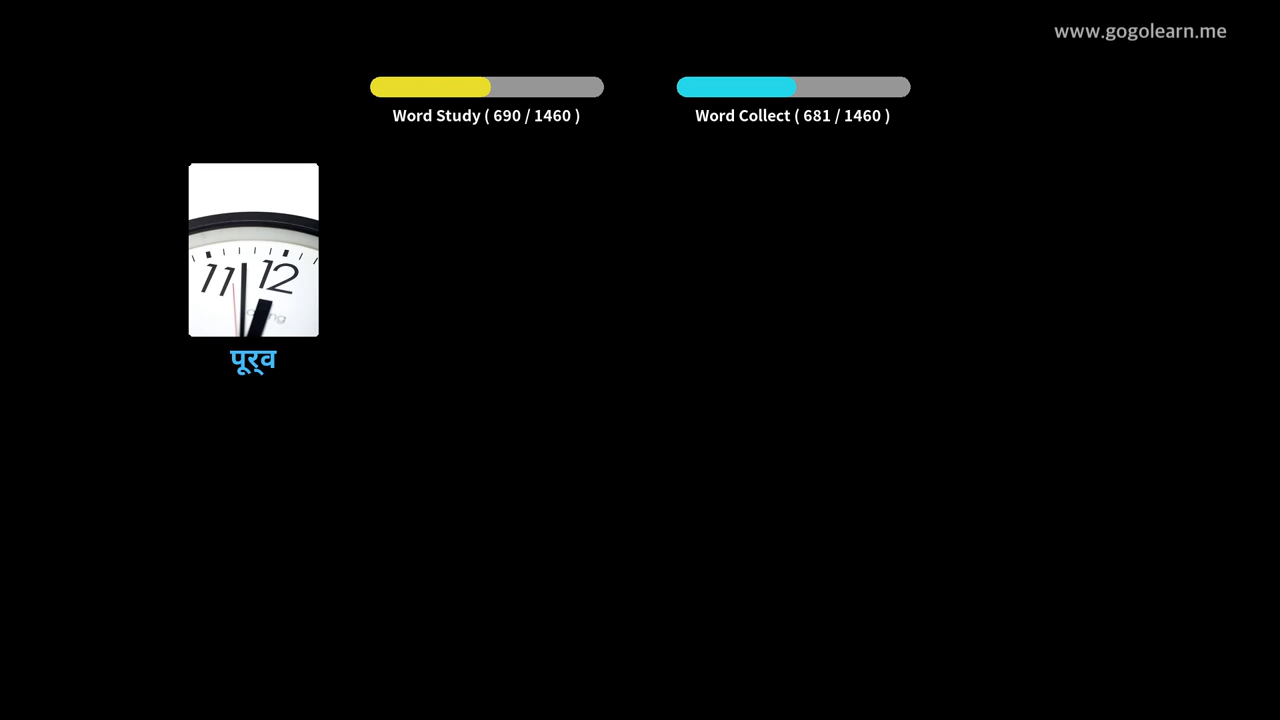 www.gogolearn.me
Word Study ( 690 / 1460 )
Word Collect ( 681 / 1460 )
11 12
पूर्‍व